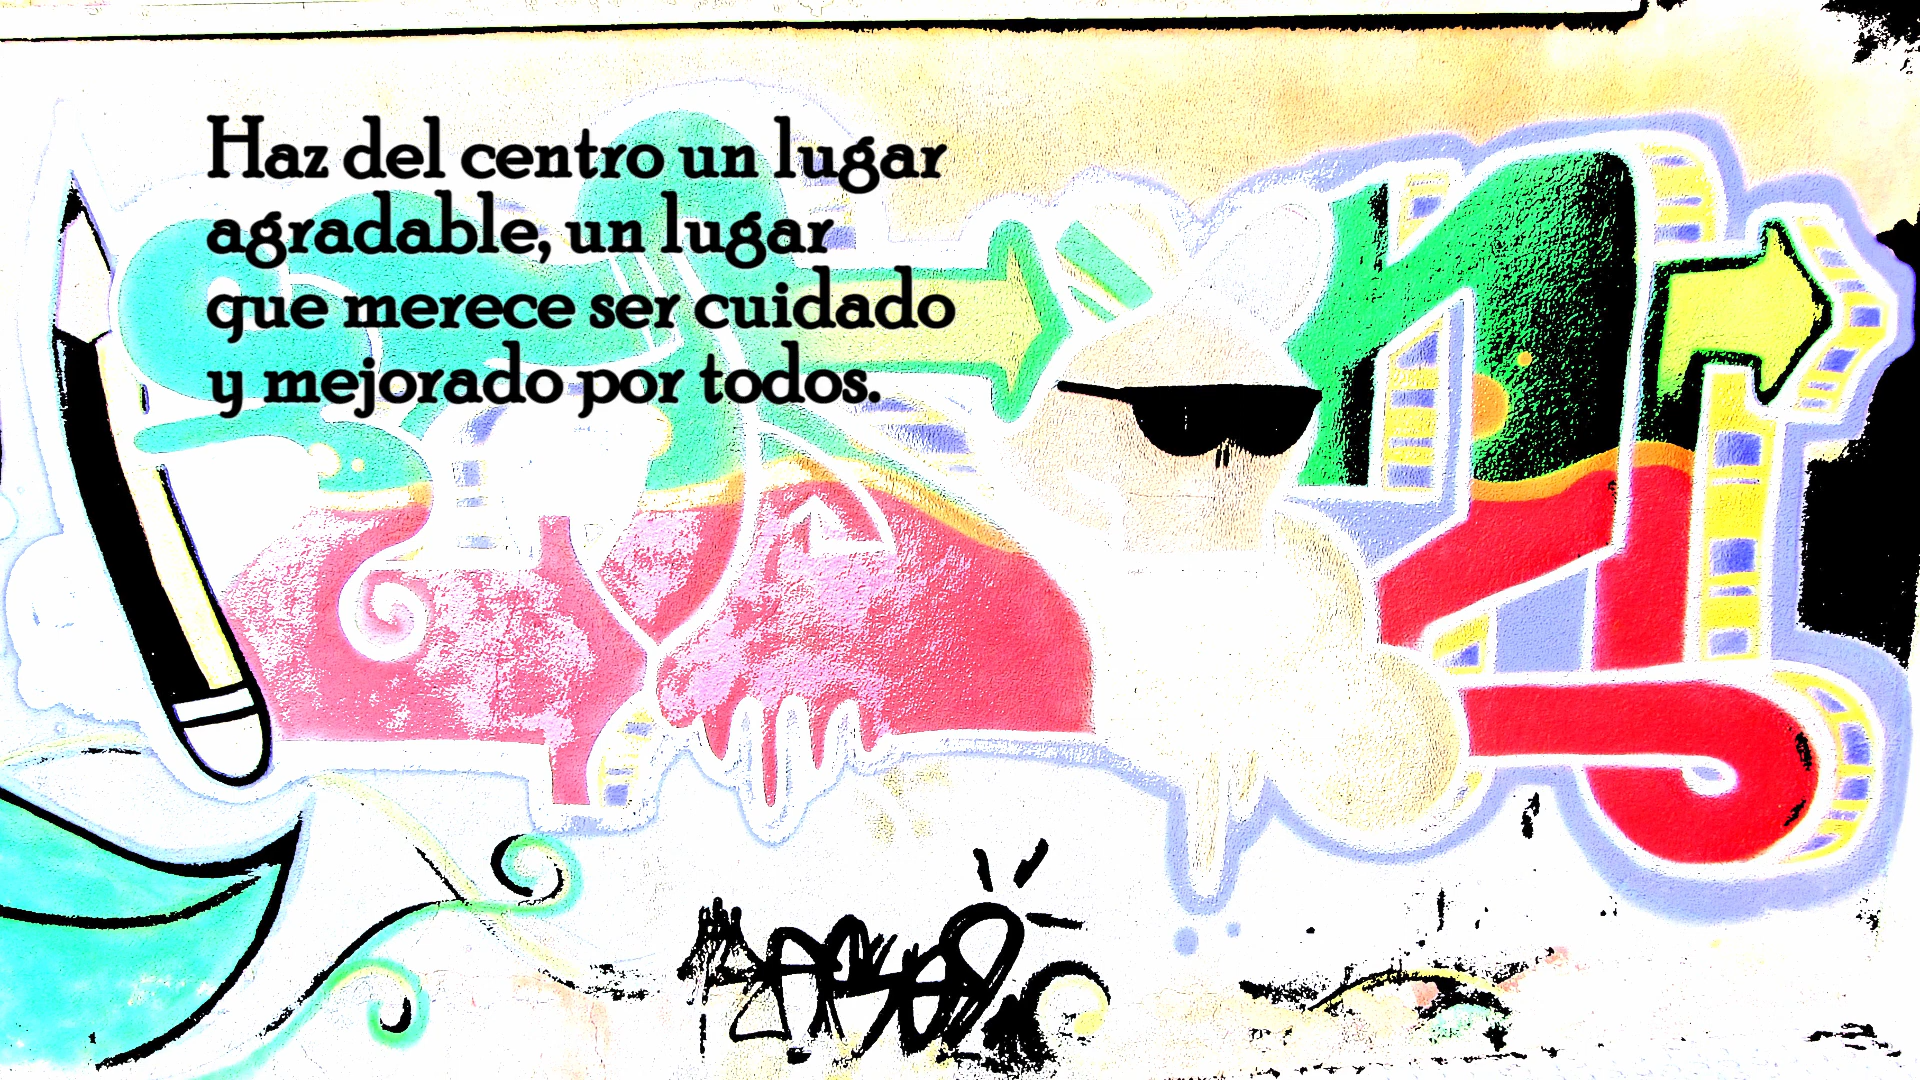 Haz del centro un lugar
agradable, un lugar
que merece ser cuidado
y mejorado por todos.